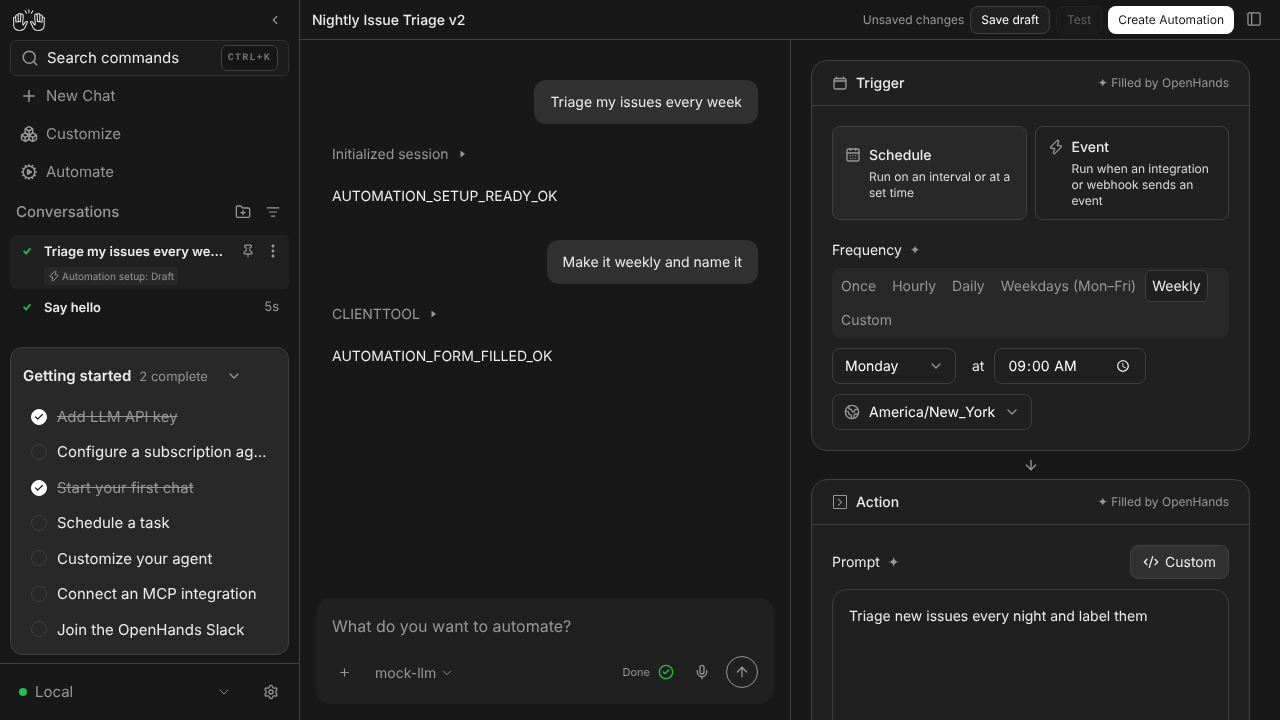 Nightly Issue Triage v2
Unsaved changes
Save draft
Test
Create Automation
Search commands
CTRL+K
New Chat
Customize
Automate
Conversations
Triage my issues every we...
Automation setup: Draft
Say hello
5s
Getting started
2 complete
Add LLM API key
Configure a subscription ag...
Start your first chat
Schedule a task
Customize your agent
Connect an MCP integration
Join the OpenHands Slack
Local
Triage my issues every week
Initialized session
AUTOMATION_SETUP_READY_OK
Make it weekly and name it
CLIENTTOOL
AUTOMATION_FORM_FILLED_OK
What do you want to automate?
mock-llm
Done
Trigger
Filled by OpenHands
Schedule
Run on an interval or at a
set time
Event
Run when an integration
or webhook sends an
event
Frequency
Once
Hourly
Daily
Weekdays (Mon–Fri)
Weekly
Custom
Monday
at
09:00 AM
America/New_York
Action
Filled by OpenHands
Prompt
Custom
Triage new issues every night and label them